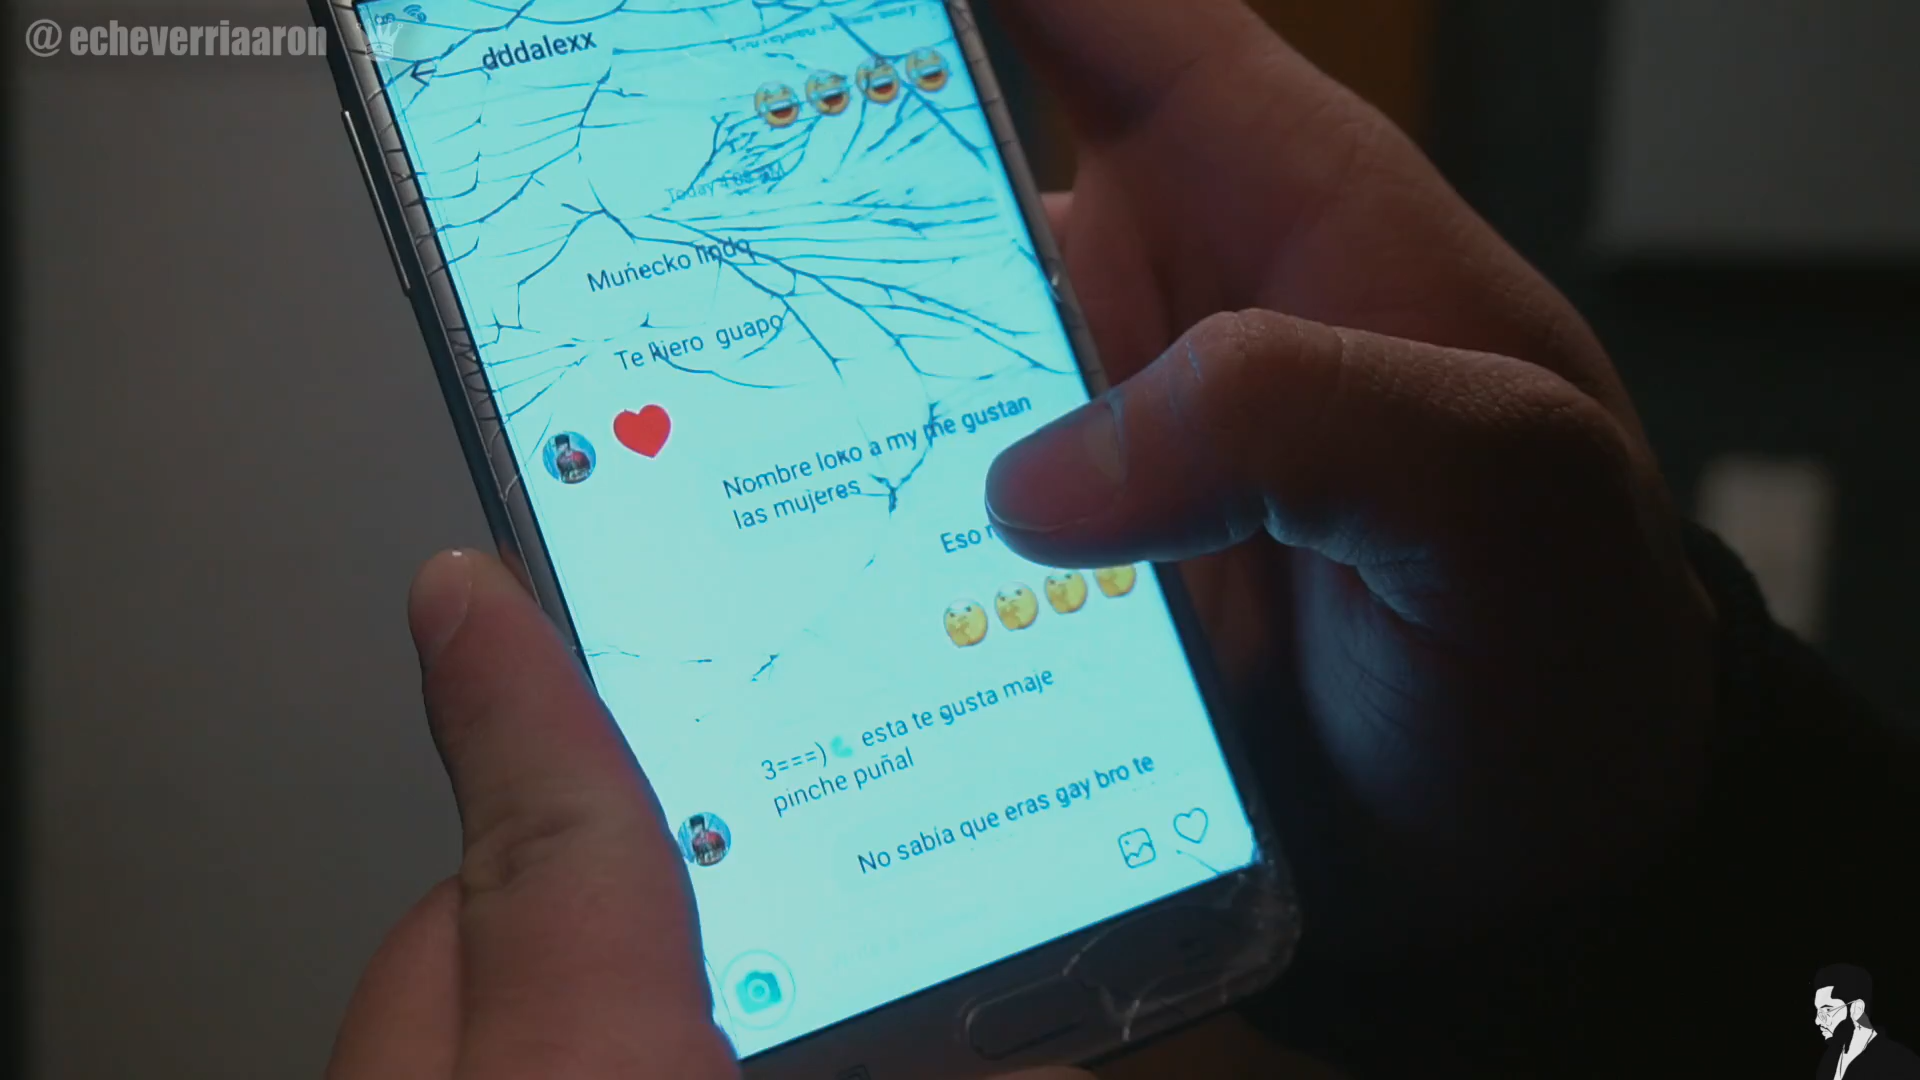 @echeverriaaron
dddalexx
Today
Muńecko lindo
Te kiero guapo
Nombre loko a my me gustan
las mujeres
Eso
3===) esta te gusta maje
pinche puñal
No sabía que eras gay bro te